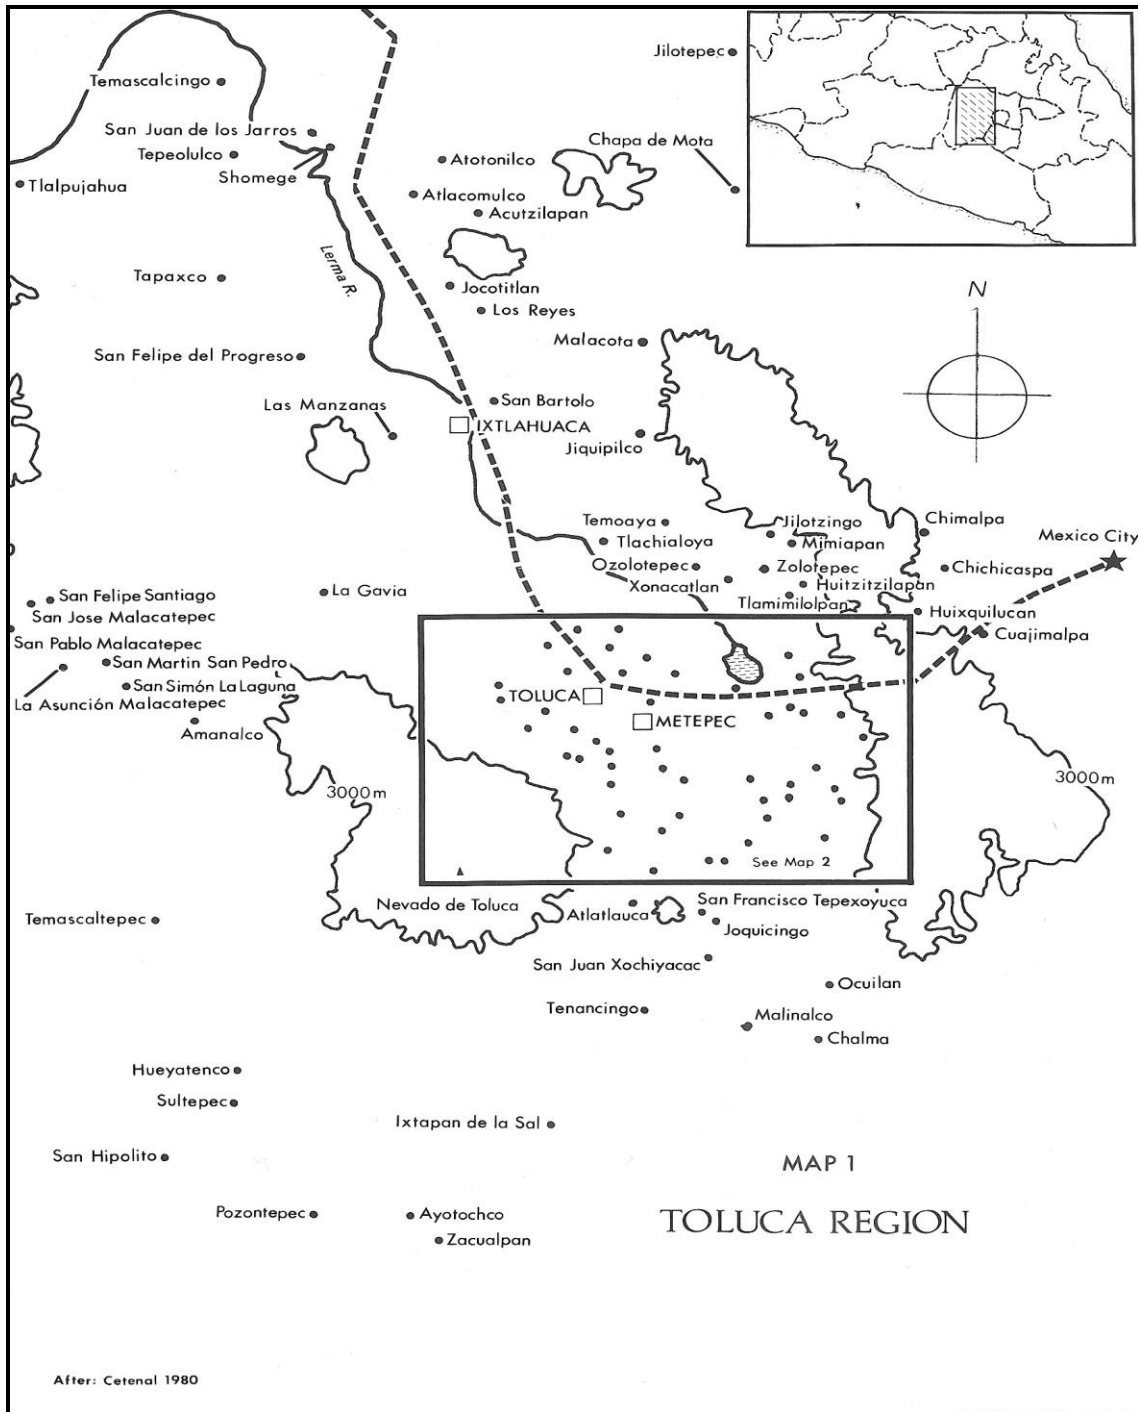 Jilotepec
Temascalcingo
San Juan de los Jarros
Tepeolulco
Shomege
Tlalpujahua
Atotonilco
Chapa de Mota
Atlacomulco
Acutzilapan
Lerma R.
Tapaxco
Jocotitlan
Los Reyes
N
Malacota
San Felipe del Progreso
Las Manzanas
San Bartolo
IXTLAHUACA
Jiquipilco
Temoaya
Jilotzingo
Chimalpa
Tlachialoya
Mimiapan
Mexico City
Ozolotepec
Zolotepec
Chichicaspa
Xonacatlan
Huitzitzilapan
La Gavia
Tlamimilolpan
San Felipe Santiago
San Jose Malacatepec
Huixquilucan
San Pablo Malacatepec
Cuajimalpa
San Martin San Pedro
San Simón La Laguna
La Asunción Malacatepec
TOLUCA
METEPEC
Amanalco
3000m
3000m
See Map 2
Nevado de Toluca
Atlatlauca
San Francisco Tepexoyuca
Temascaltepec
Joquicingo
San Juan Xochiyacac
Ocuilan
Tenancingo
Malinalco
Chalma
Hueyatenco
Sultepec
Ixtapan de la Sal
San Hipolito
MAP 1
Pozontepec
Ayotochco
TOLUCA REGION
Zacualpan
After: Cetenal 1980